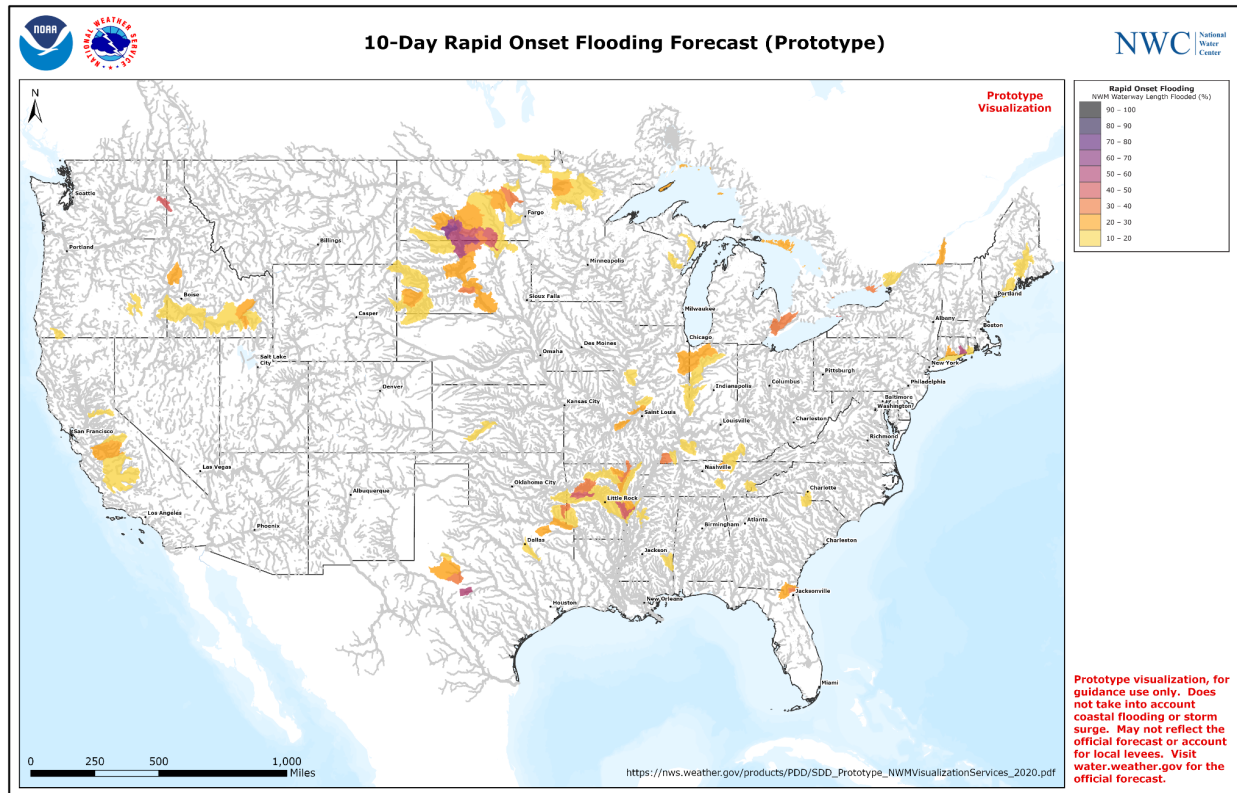 NOAA
NATIONAL WEATHER SERVICE
10-Day Rapid Onset Flooding Forecast (Prototype)
NWC
National
Water
Center
N
Prototype
Visualization
Rapid Onset Flooding
NWM Waterway Length Flooded (%)
90 – 100
80 – 90
70 – 80
60 – 70
50 – 60
40 – 50
30 – 40
20 – 30
10 – 20
Seattle
Portland
Billings
Fargo
Minneapolis
Boise
Casper
Sioux Falls
Milwaukee
Portland
Albany
Boston
Salt Lake
City
Omaha
Des Moines
Chicago
New York
Denver
Kansas City
Saint Louis
Indianapolis
Columbus
Pittsburgh
Philadelphia
Baltimore
Washington
San Francisco
Louisville
Charleston
Richmond
Las Vegas
Nashville
Los Angeles
Albuquerque
Oklahoma City
Little Rock
Charlotte
Phoenix
Birmingham
Atlanta
Dallas
Jackson
Charleston
Houston
New Orleans
Jacksonville
Miami
0 250 500 1,000
Miles
https://nws.weather.gov/products/PDD/SDD_Prototype_NWMVisualizationServices_2020.pdf
Prototype visualization, for
guidance use only. Does
not take into account
coastal flooding or storm
surge. May not reflect the
official forecast or account
for local levees. Visit
water.weather.gov for the
official forecast.